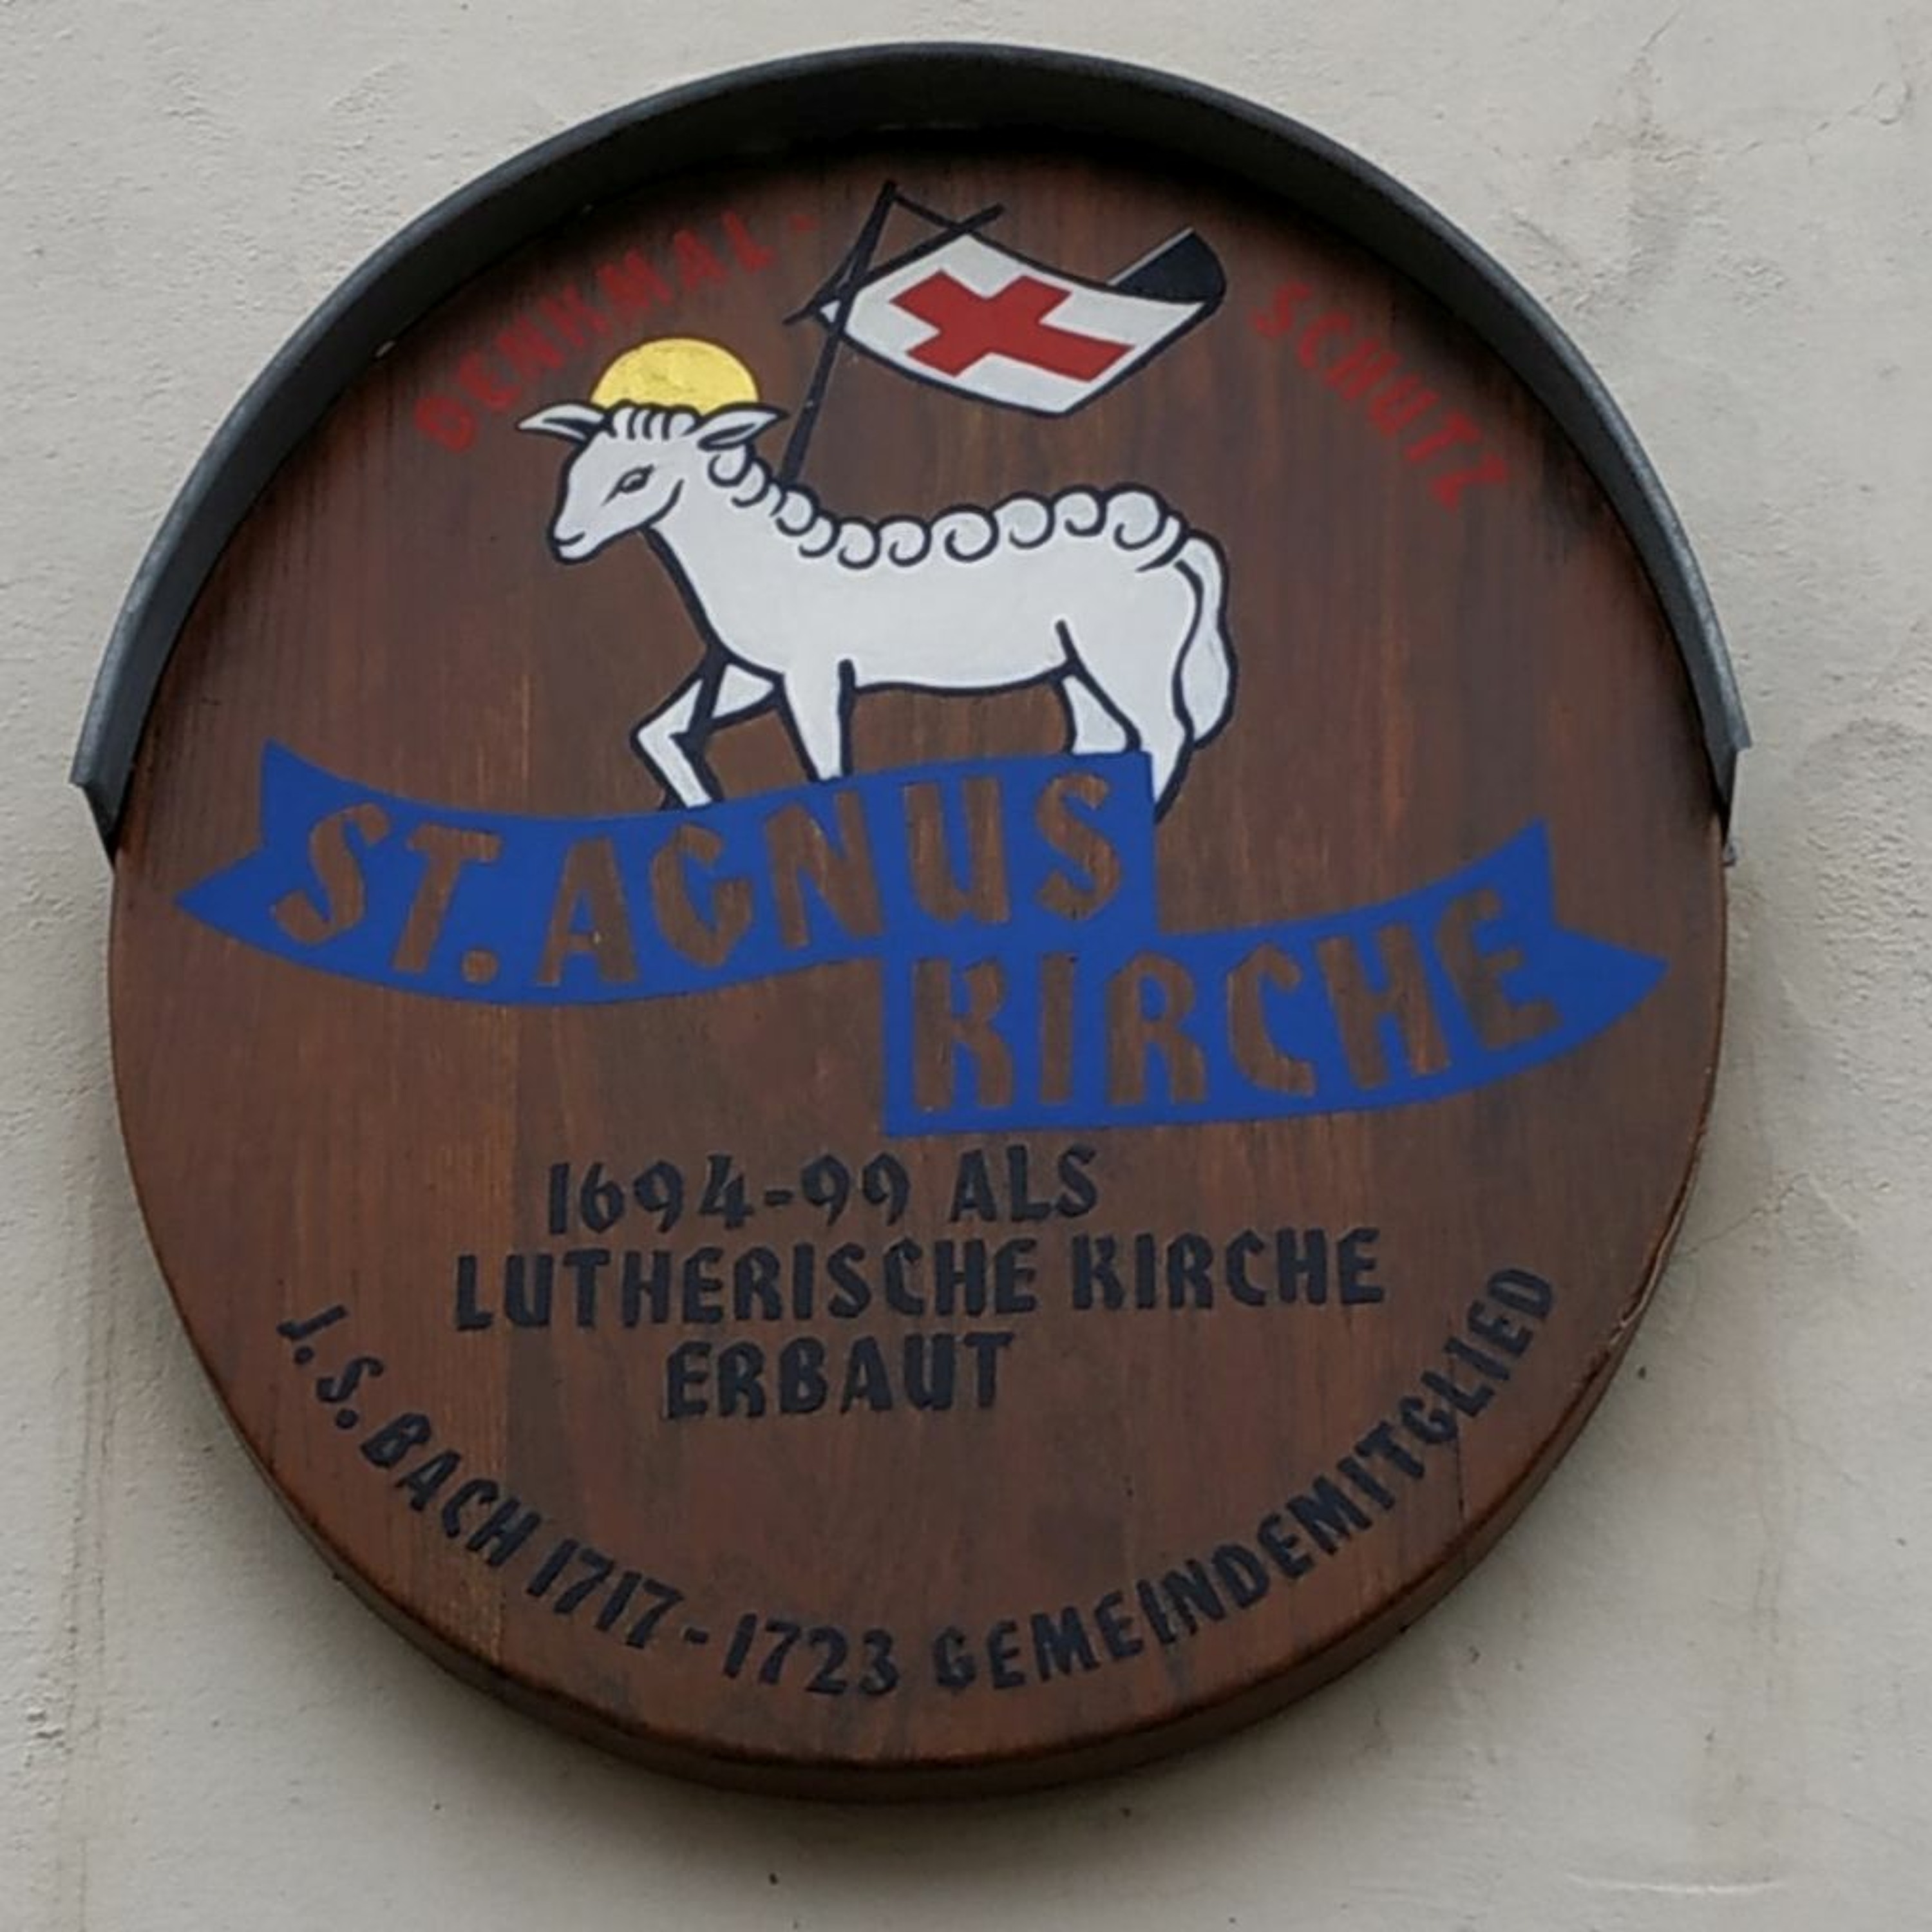 DENKMAL-
SCHUTZ
ST. AGNUS
KIRCHE
1694-99 ALS
LUTHERISCHE KIRCHE
ERBAUT
J.S. BACH 1717-1723 GEMEINDEMITGLIED